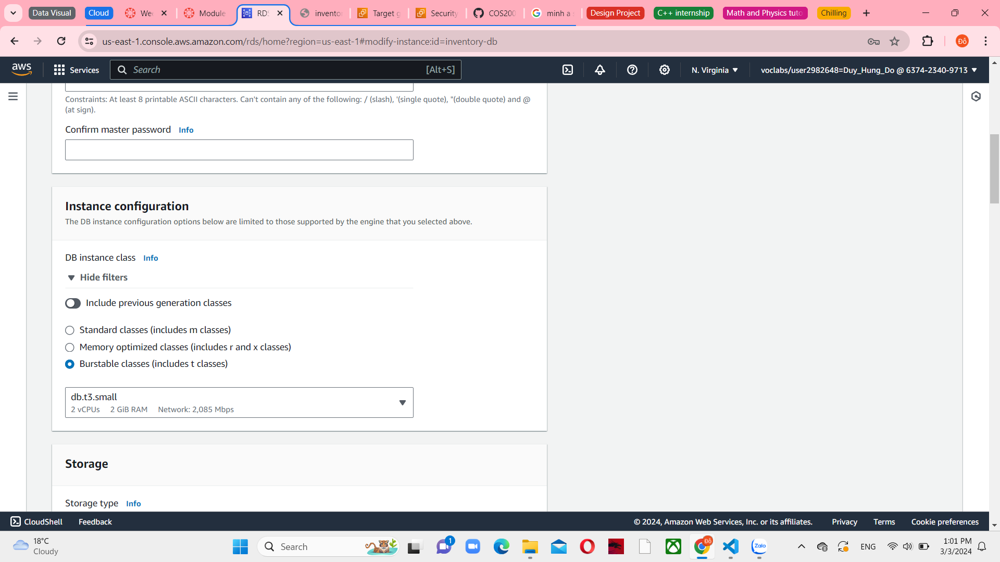 Data Visual
Cloud
Wee
Module
RDS
inventor
Target g
Security
COS200
minh a s
Design Project
C++ internship
Math and Physics tuto
Chilling
us-east-1.console.aws.amazon.com/rds/home?region=us-east-1#modify-instance:id=inventory-db
Đỗ
aws
Services
Search
[Alt+S]
N. Virginia
voclabs/user2982648=Duy_Hung_Do @ 6374-2340-9713
Constraints: At least 8 printable ASCII characters. Can't contain any of the following: / (slash), '(single quote), "(double quote) and @
(at sign).
Confirm master password Info
Instance configuration
The DB instance configuration options below are limited to those supported by the engine that you selected above.
DB instance class Info
Hide filters
Include previous generation classes
Standard classes (includes m classes)
Memory optimized classes (includes r and x classes)
Burstable classes (includes t classes)
db.t3.small
2 vCPUs 2 GiB RAM Network: 2,085 Mbps
Storage
Storage type Info
CloudShell
Feedback
© 2024, Amazon Web Services, Inc. or its affiliates.
Privacy
Terms
Cookie preferences
18°C
Cloudy
Search
1
Đỗ
Zalo
ENG
1:01 PM
3/3/2024